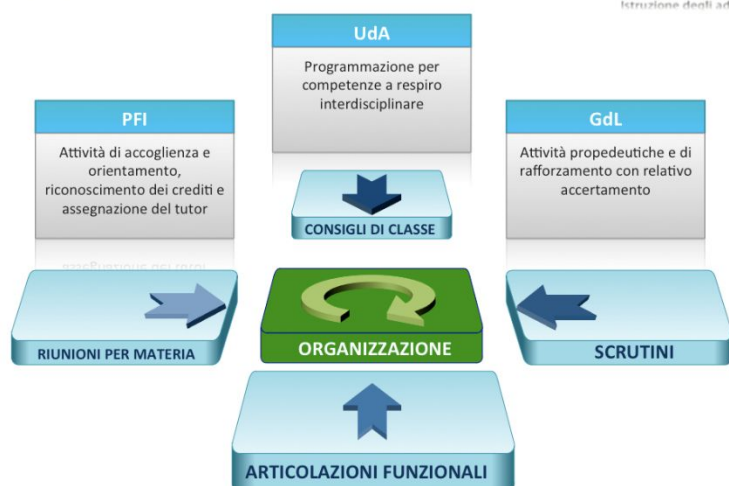 Istruzione degli ad
UdA
Programmazione per
competenze a respiro
interdisciplinare
PFI
Attività di accoglienza e
orientamento,
riconoscimento dei crediti e
assegnazione del tutor
GdL
Attività propedeutiche e di
rafforzamento con relativo
accertamento
CONSIGLI DI CLASSE
RIUNIONI PER MATERIA
ORGANIZZAZIONE
SCRUTINI
ARTICOLAZIONI FUNZIONALI